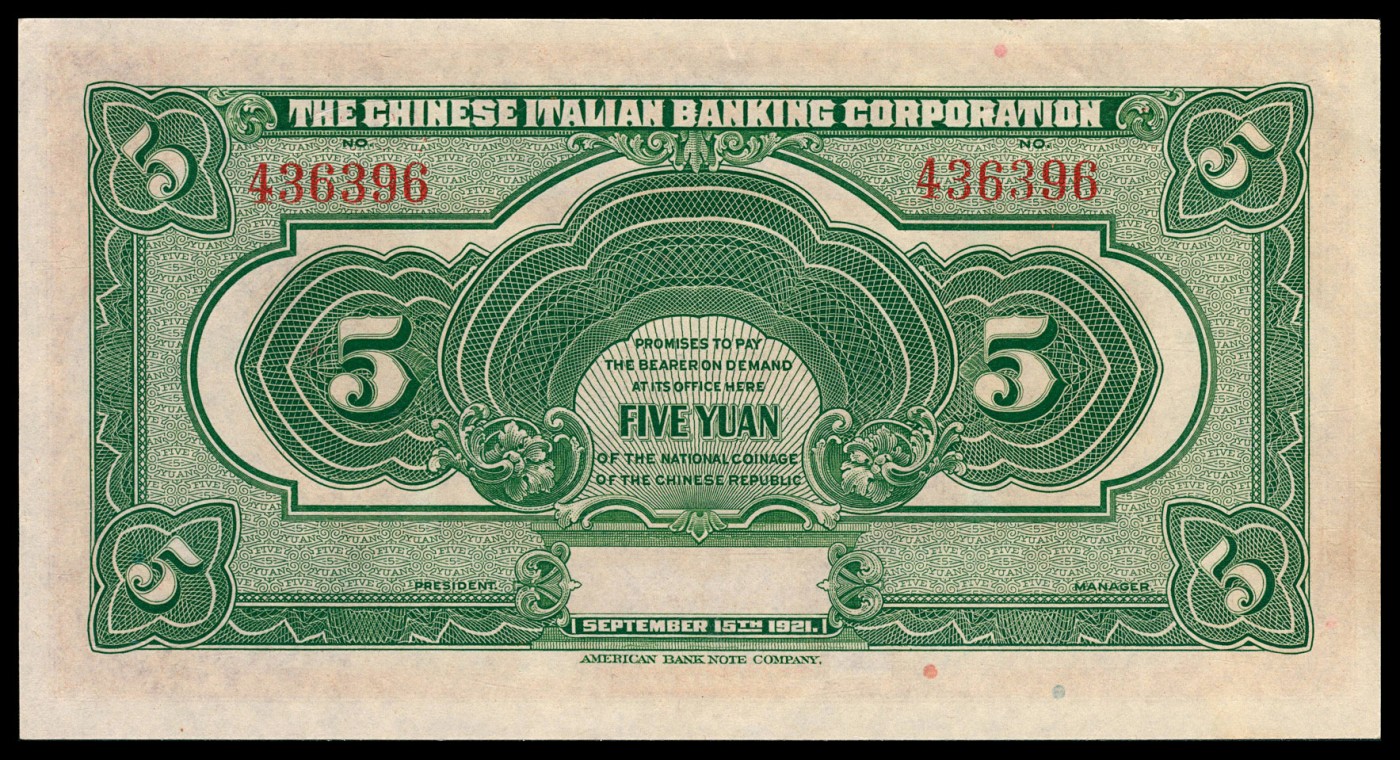 THE CHINESE ITALIAN BANKING CORPORATION
5
5
NO.
NO.
436396
436396
5
5
PROMISES TO PAY
THE BEARER ON DEMAND
AT ITS OFFICE HERE
FIVE YUAN
OF THE NATIONAL COINAGE
OF THE CHINESE REPUBLIC
5
5
PRESIDENT.
MANAGER.
SEPTEMBER 15TH 1921.
AMERICAN BANK NOTE COMPANY.